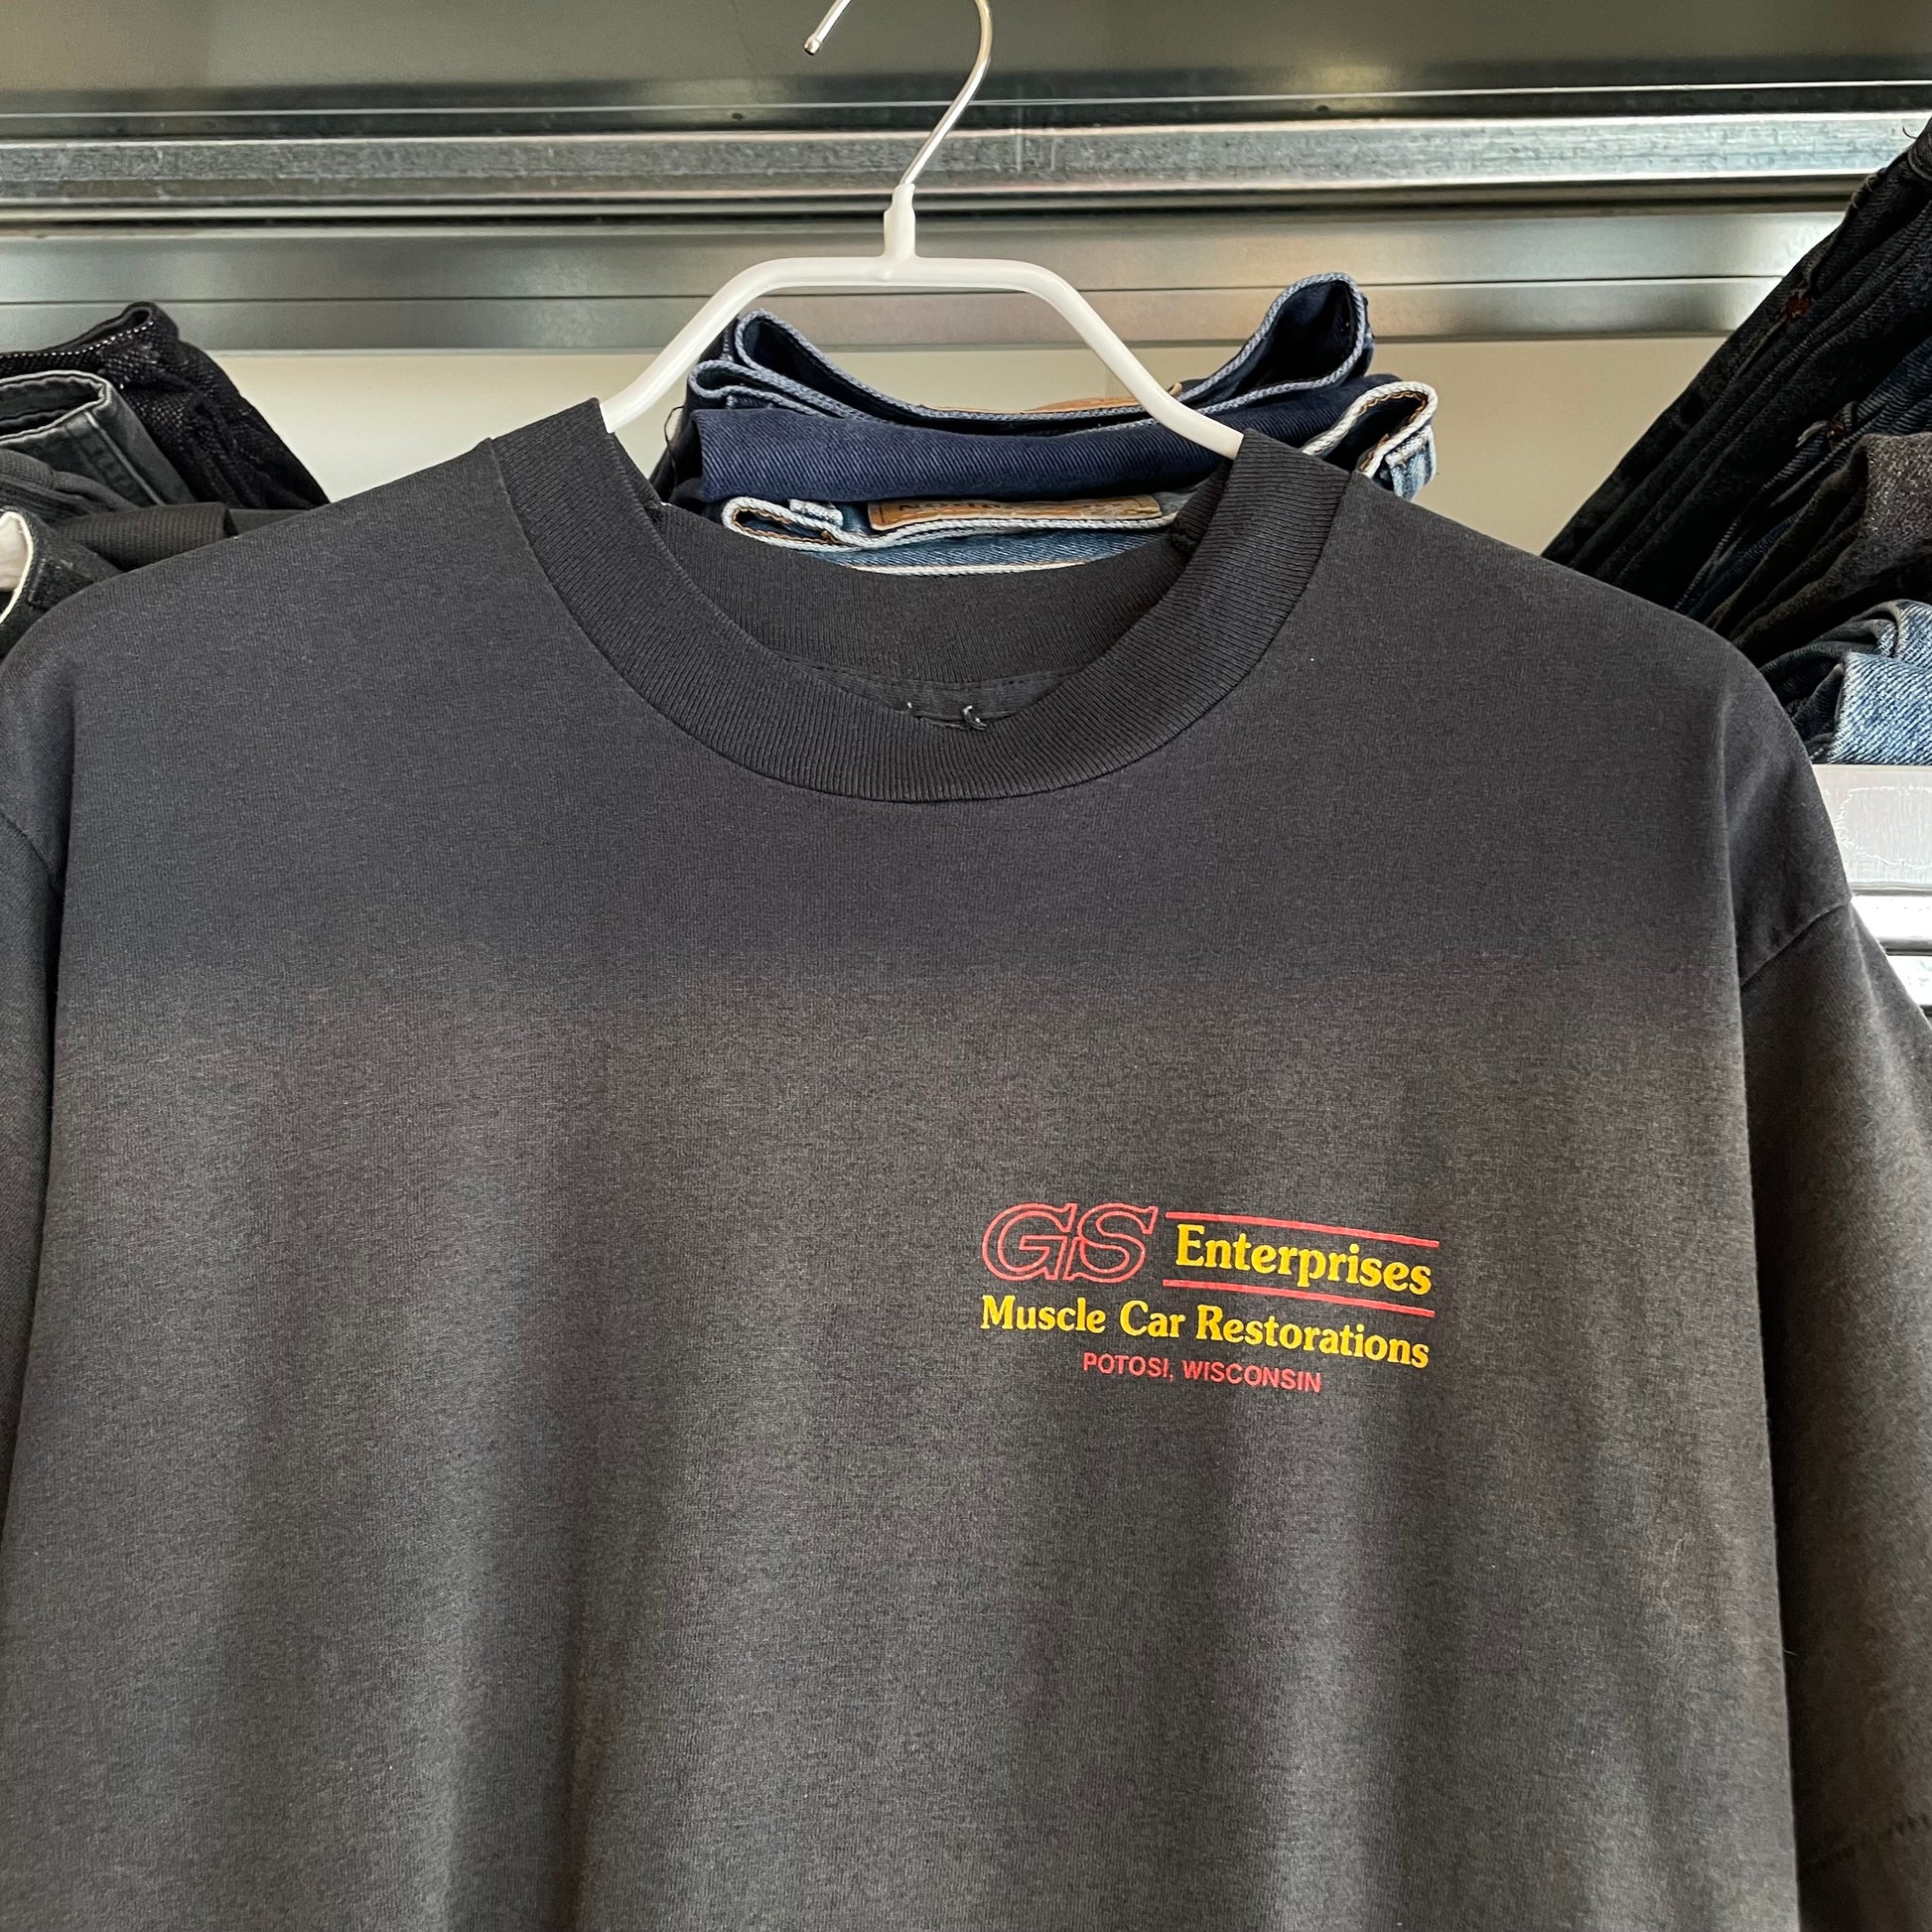 GS Enterprises
Muscle Car Restorations
POTOSI, WISCONSIN